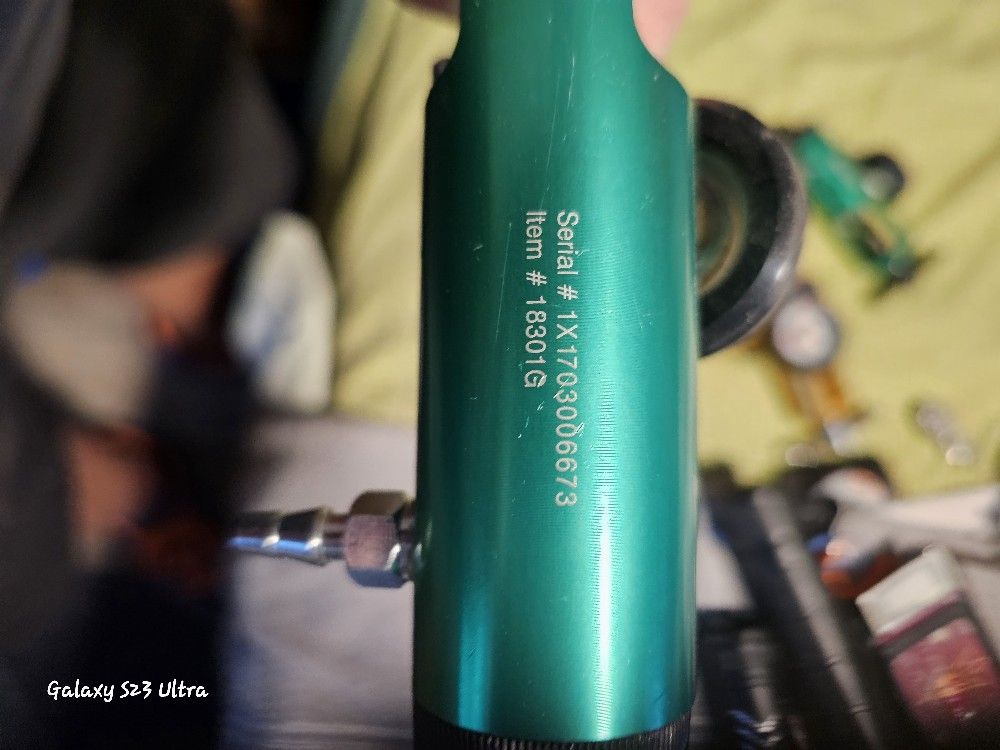 Serial # 1X1703006673
Item # 18301G
Galaxy S23 Ultra